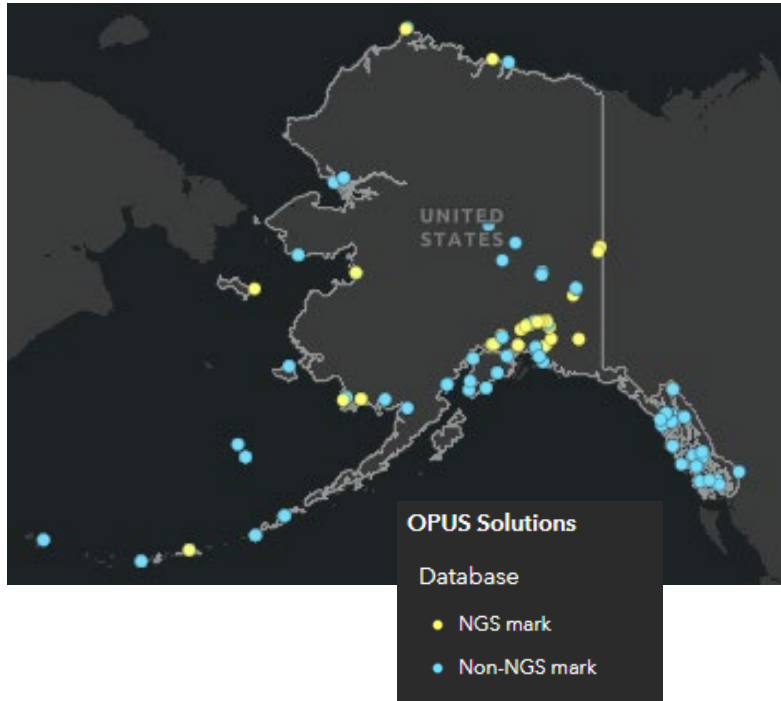 UNITED
STATES
OPUS Solutions
Database
NGS mark
Non-NGS mark